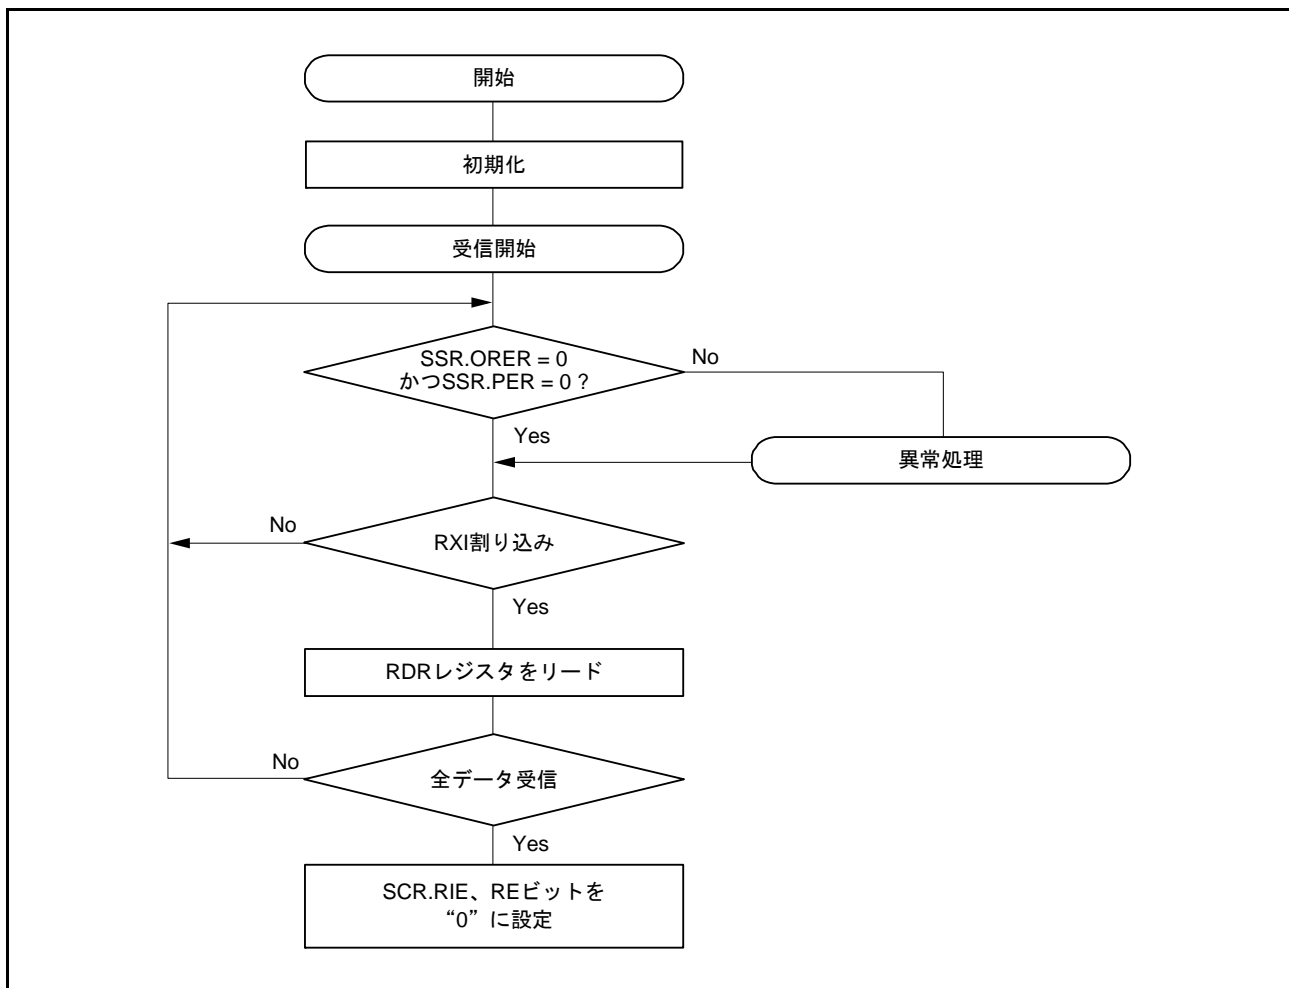 開始
初期化
受信開始
SSR.ORER = 0
かつSSR.PER = 0 ?
No
Yes
異常処理
No
RXI割り込み
Yes
RDRレジスタをリード
No
全データ受信
Yes
SCR.RIE、REビットを
“0”に設定